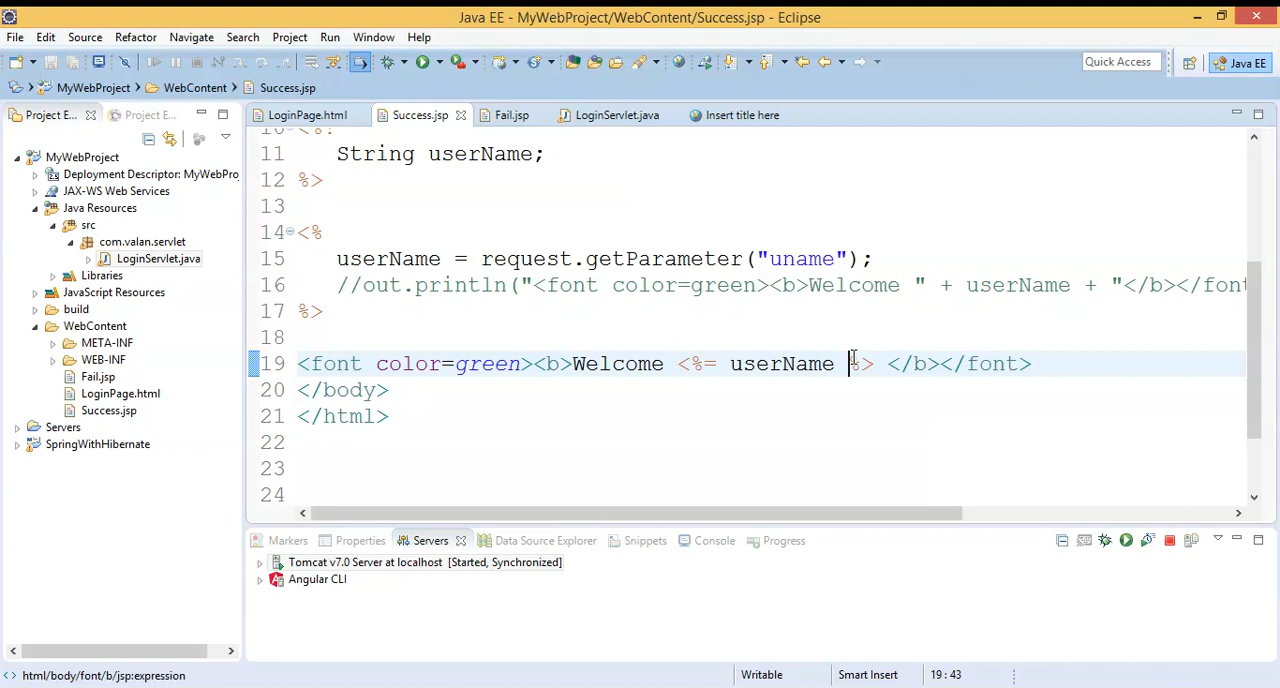 Java EE - MyWebProject/WebContent/Success.jsp - Eclipse
File Edit Source Refactor Navigate Search Project Run Window Help
Quick Access
Java EE
MyWebProject WebContent Success.jsp
Project E... Project E...
LoginPage.html Success.jsp Fail.jsp LoginServlet.java Insert title here
MyWebProject
Deployment Descriptor: MyWebPro
JAX-WS Web Services
Java Resources
src
com.valan.servlet
LoginServlet.java
Libraries
JavaScript Resources
build
WebContent
META-INF
WEB-INF
Fail.jsp
LoginPage.html
Success.jsp
Servers
SpringWithHibernate
10 <%!
11 String userName;
12 %>
13
14 <%
15 userName = request.getParameter("uname");
16 //out.println("<font color=green><b>Welcome " + userName + "</b></font
17 %>
18
19 <font color=green><b>Welcome <%= userName %> </b></font>
20 </body>
21 </html>
22
23
24
Markers Properties Servers Data Source Explorer Snippets Console Progress
Tomcat v7.0 Server at localhost [Started, Synchronized]
Angular CLI
html/body/font/b/jsp:expression
Writable Smart Insert 19 : 43